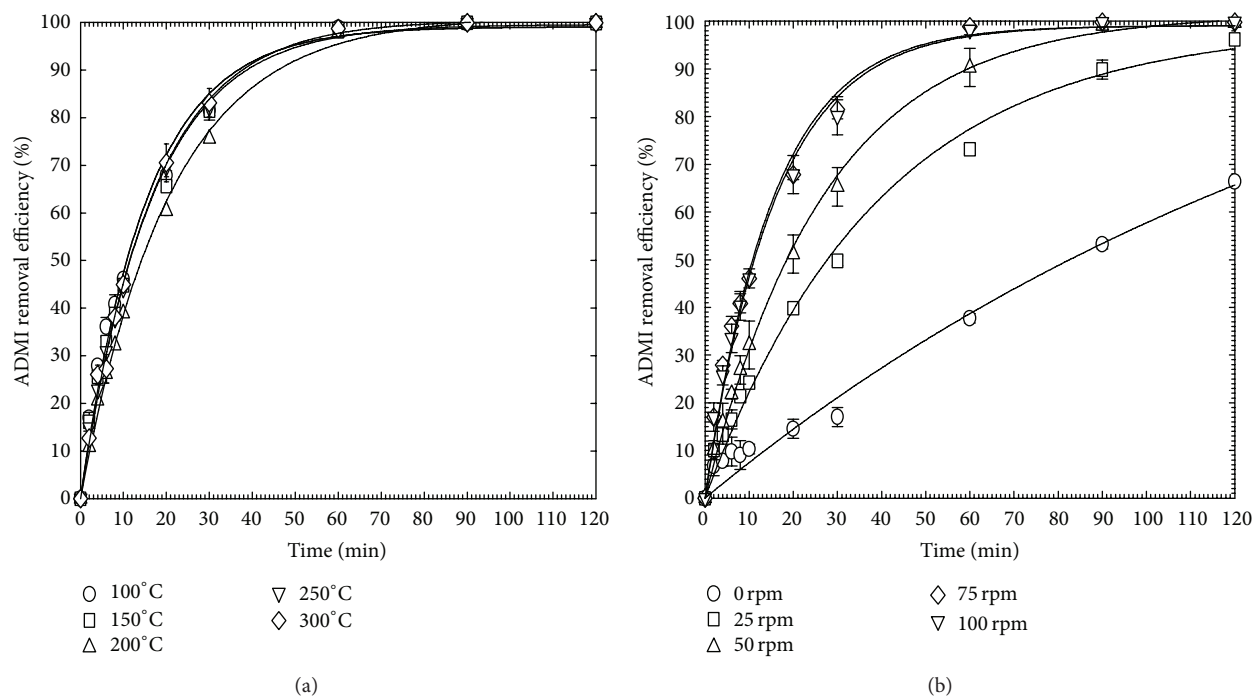 100
90
80
70
60
50
40
30
20
10
0
ADMI removal efficiency (%)
0 10 20 30 40 50 60 70 80 90 100 110 120
Time (min)
100°C
150°C
200°C
250°C
300°C
(a)
100
90
80
70
60
50
40
30
20
10
0
ADMI removal efficiency (%)
0 10 20 30 40 50 60 70 80 90 100 110 120
Time (min)
0 rpm
25 rpm
50 rpm
75 rpm
100 rpm
(b)